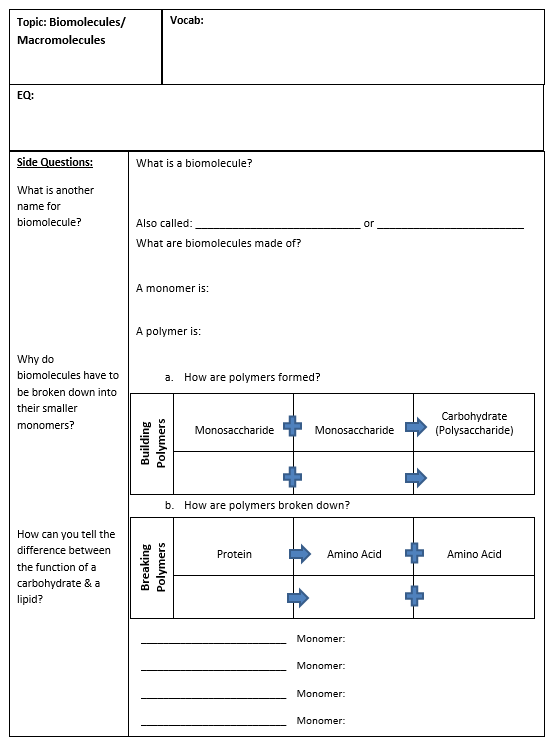 Topic: Biomolecules/
Macromolecules
Vocab:
EQ:
Side Questions:
What is another
name for
biomolecule?
Why do
biomolecules have to
be broken down into
their smaller
monomers?
How can you tell the
difference between
the function of a
carbohydrate & a
lipid?
What is a biomolecule?
Also called: ____________________________ or _________________________
What are biomolecules made of?
A monomer is:
A polymer is:
a. How are polymers formed?
Building
Polymers
Monosaccharide
Monosaccharide
Carbohydrate
(Polysaccharide)
b. How are polymers broken down?
Breaking
Polymers
Protein
Amino Acid
Amino Acid
_________________________ Monomer:
_________________________ Monomer:
_________________________ Monomer:
_________________________ Monomer: